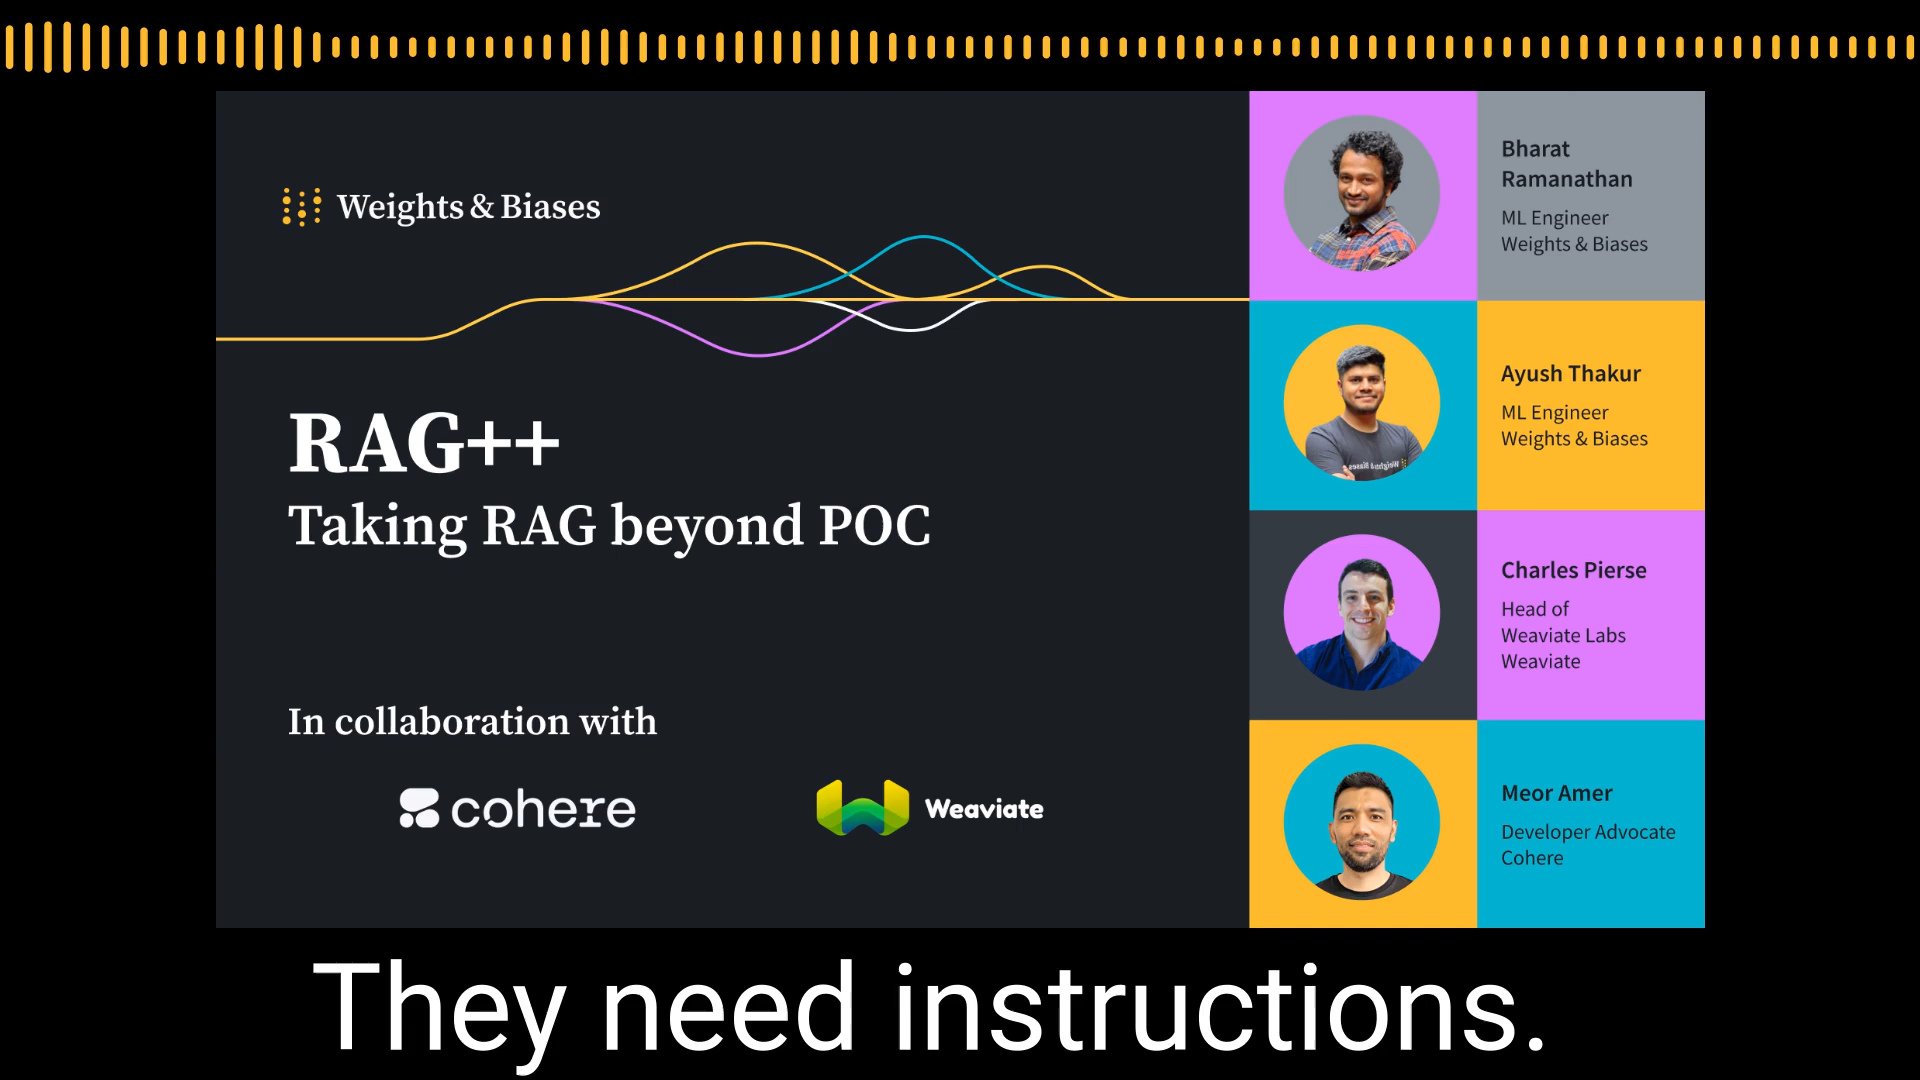 Weights & Biases
RAG++
Taking RAG beyond POC
In collaboration with
cohere
Weaviate
Bharat
Ramanathan
ML Engineer
Weights & Biases
Ayush Thakur
ML Engineer
Weights & Biases
Charles Pierse
Head of
Weaviate Labs
Weaviate
Meor Amer
Developer Advocate
Cohere
They need instructions.